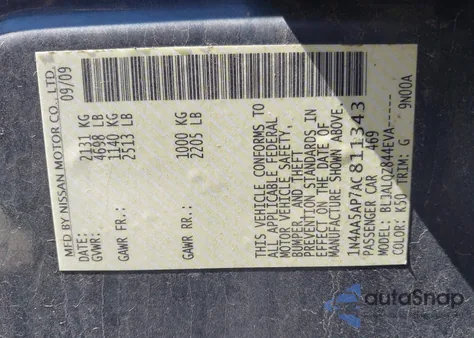 MFD BY NISSAN MOTOR CO., LTD.
DATE: 09/09
GVWR: 2131 KG
4698 LB
GAWR FR: 1140 KG
2513 LB
GAWR RR: 1000 KG
2205 LB
THIS VEHICLE CONFORMS TO
ALL APPLICABLE FEDERAL
MOTOR VEHICLE SAFETY,
BUMPER, AND THEFT
PREVENTION STANDARDS IN
EFFECT ON THE DATE OF
MANUFACTURE SHOWN ABOVE.
1N4AA5AP7AC811343
PASSENGER CAR 469
MODEL: BL3ALQZB44EVA
COLOR: K50 TRIM: G 9N00A
autoSnap